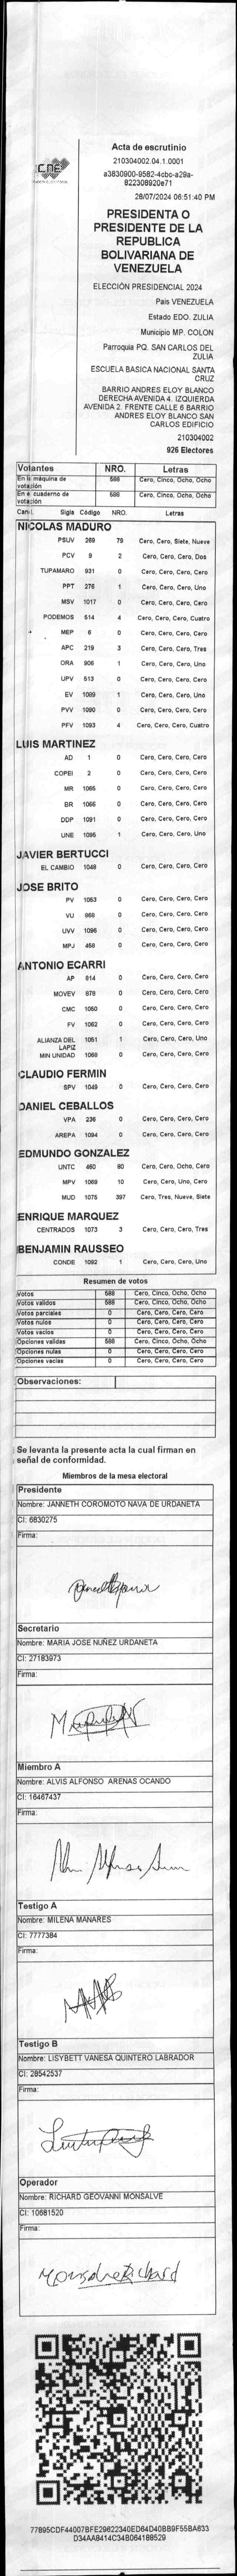 CNE
Acta de escrutinio
210304002.04.1.0001
a3830900-9582-4cbc-a29a-
822308920e71
28/07/2024 06:51:40 PM
PRESIDENTA O
PRESIDENTE DE LA
REPUBLICA
BOLIVARIANA DE
VENEZUELA
ELECCIÓN PRESIDENCIAL 2024
Pais VENEZUELA
Estado EDO. ZULIA
Municipio MP. COLON
Parroquia PQ. SAN CARLOS DEL
ZULIA
ESCUELA BASICA NACIONAL SANTA
CRUZ
BARRIO ANDRES ELOY BLANCO
DERECHA AVENIDA 4. IZQUIERDA
AVENIDA 2. FRENTE CALLE 6 BARRIO
ANDRES ELOY BLANCO SAN
CARLOS EDIFICIO
210304002
926 Electores
Votantes NRO. Letras
En la máquina de votación 588 Cero, Cinco, Ocho, Ocho
En el cuaderno de votación 588 Cero, Cinco, Ocho, Ocho
Cand. Sigla Código NRO. Letras
NICOLAS MADURO
PSUV 269 79 Cero, Cero, Siete, Nueve
PCV 9 2 Cero, Cero, Cero, Dos
TUPAMARO 931 0 Cero, Cero, Cero, Cero
PPT 276 1 Cero, Cero, Cero, Uno
MSV 1017 0 Cero, Cero, Cero, Cero
PODEMOS 514 4 Cero, Cero, Cero, Cuatro
MEP 6 0 Cero, Cero, Cero, Cero
APC 219 3 Cero, Cero, Cero, Tres
ORA 906 1 Cero, Cero, Cero, Uno
UPV 513 0 Cero, Cero, Cero, Cero
EV 1089 1 Cero, Cero, Cero, Uno
PVV 1090 0 Cero, Cero, Cero, Cero
PFV 1093 4 Cero, Cero, Cero, Cuatro
LUIS MARTINEZ
AD 1 0 Cero, Cero, Cero, Cero
COPEI 2 0 Cero, Cero, Cero, Cero
MR 1065 0 Cero, Cero, Cero, Cero
BR 1066 0 Cero, Cero, Cero, Cero
DDP 1091 0 Cero, Cero, Cero, Cero
UNE 1095 1 Cero, Cero, Cero, Uno
JAVIER BERTUCCI
EL CAMBIO 1048 0 Cero, Cero, Cero, Cero
JOSE BRITO
PV 1053 0 Cero, Cero, Cero, Cero
VU 868 0 Cero, Cero, Cero, Cero
UVV 1096 0 Cero, Cero, Cero, Cero
MPJ 458 0 Cero, Cero, Cero, Cero
ANTONIO ECARRI
AP 814 0 Cero, Cero, Cero, Cero
MOVEV 878 0 Cero, Cero, Cero, Cero
CMC 1050 0 Cero, Cero, Cero, Cero
FV 1062 0 Cero, Cero, Cero, Cero
ALIANZA DEL LAPIZ 1051 1 Cero, Cero, Cero, Uno
MIN UNIDAD 1068 0 Cero, Cero, Cero, Cero
CLAUDIO FERMIN
SPV 1049 0 Cero, Cero, Cero, Cero
DANIEL CEBALLOS
VPA 236 0 Cero, Cero, Cero, Cero
AREPA 1094 0 Cero, Cero, Cero, Cero
EDMUNDO GONZALEZ
UNTC 460 80 Cero, Cero, Ocho, Cero
MPV 1069 10 Cero, Cero, Uno, Cero
MUD 1075 397 Cero, Tres, Nueve, Siete
ENRIQUE MARQUEZ
CENTRADOS 1073 3 Cero, Cero, Cero, Tres
BENJAMIN RAUSSEO
CONDE 1092 1 Cero, Cero, Cero, Uno
Resumen de votos
Votos 588 Cero, Cinco, Ocho, Ocho
Votos validos 588 Cero, Cinco, Ocho, Ocho
Votos parciales 0 Cero, Cero, Cero, Cero
Votos nulos 0 Cero, Cero, Cero, Cero
Votos vacios 0 Cero, Cero, Cero, Cero
Opciones validas 588 Cero, Cinco, Ocho, Ocho
Opciones nulas 0 Cero, Cero, Cero, Cero
Opciones vacias 0 Cero, Cero, Cero, Cero
Observaciones:
Se levanta la presente acta la cual firman en
señal de conformidad.
Miembros de la mesa electoral
Presidente
Nombre: JANNETH COROMOTO NAVA DE URDANETA
CI: 6830275
Firma:
Secretario
Nombre: MARIA JOSE NUÑEZ URDANETA
CI: 27183973
Firma:
Miembro A
Nombre: ALVIS ALFONSO ARENAS OCANDO
CI: 16467437
Firma:
Testigo A
Nombre: MILENA MANARES
CI: 7777384
Firma:
Testigo B
Nombre: LISYBETT VANESA QUINTERO LABRADOR
CI: 28542537
Firma:
Operador
Nombre: RICHARD GEOVANNI MONSALVE
CI: 10681520
Firma:
Monsalve Richard
77895CDF44007BFE29622340ED64D40BB9F55BA633
D34AA8414C34B064188529